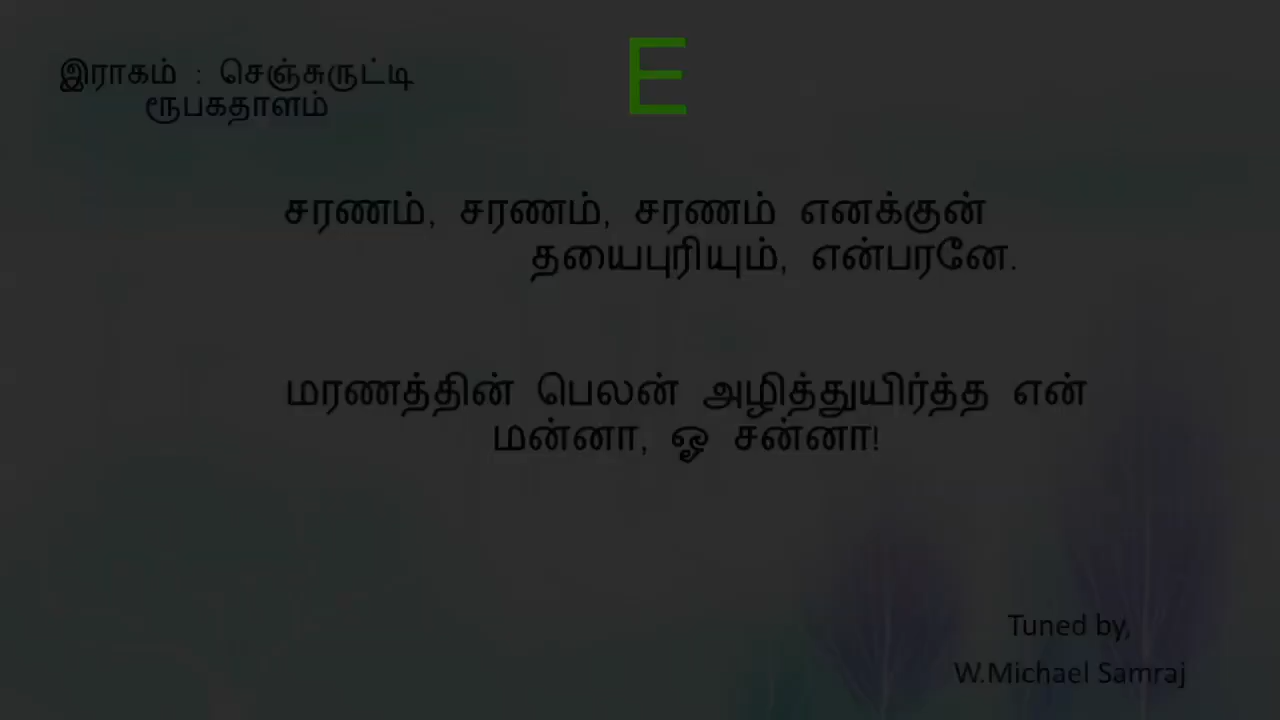 E
இராகம் : செஞ்சுருட்டி
ரூபகதாளம்
சரணம், சரணம், சரணம் எனக்குன்
தயைபுரியும், என்பரனே.
மரணத்தின் பெலன் அழித்துயிர்த்த என்
மன்னா, ஓ சன்னா!
Tuned by,
W.Michael Samraj